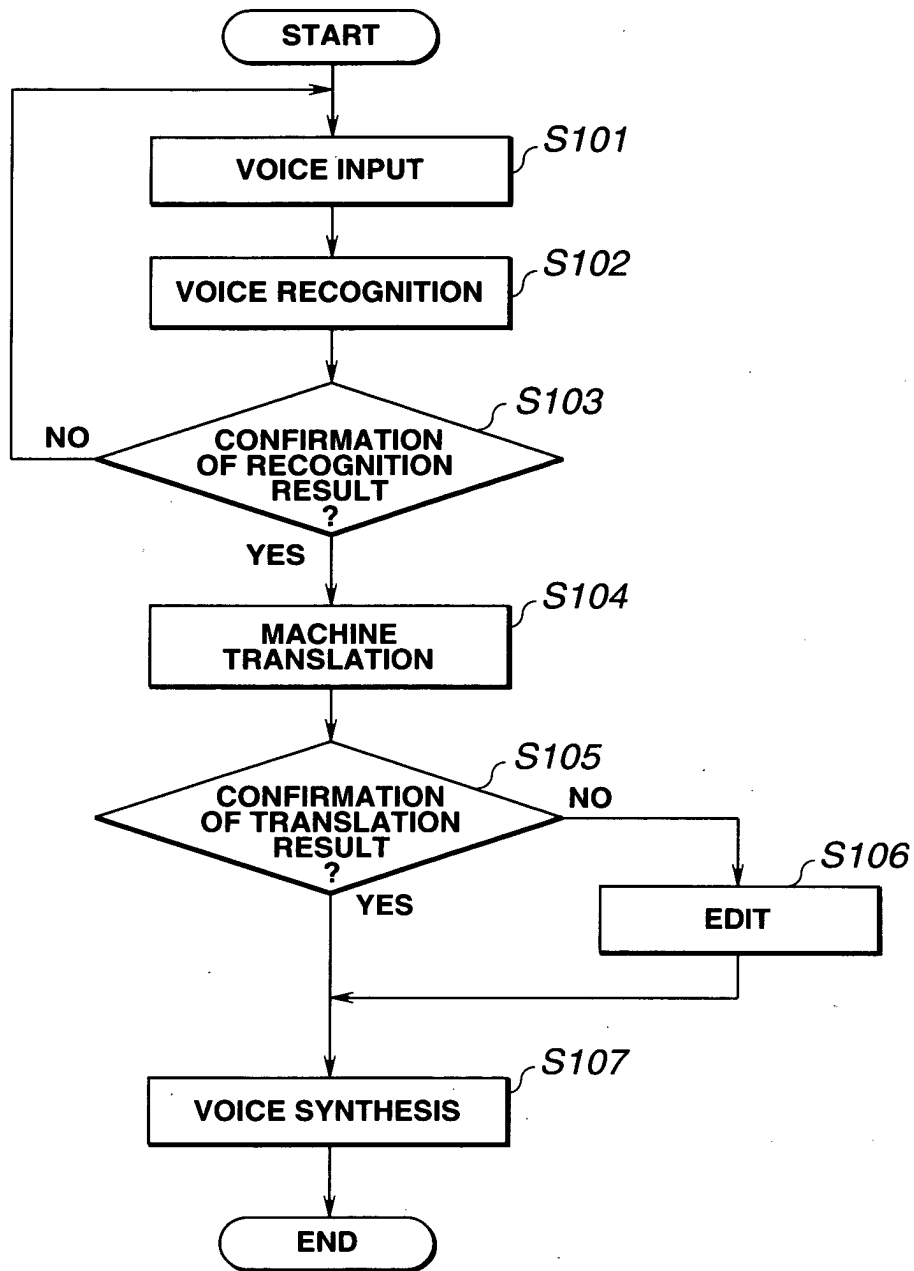 START
VOICE INPUT
S101
VOICE RECOGNITION
S102
S103
CONFIRMATION
OF RECOGNITION
RESULT
?
NO
YES
S104
MACHINE
TRANSLATION
S105
CONFIRMATION
OF TRANSLATION
RESULT
?
NO
YES
S106
EDIT
S107
VOICE SYNTHESIS
END